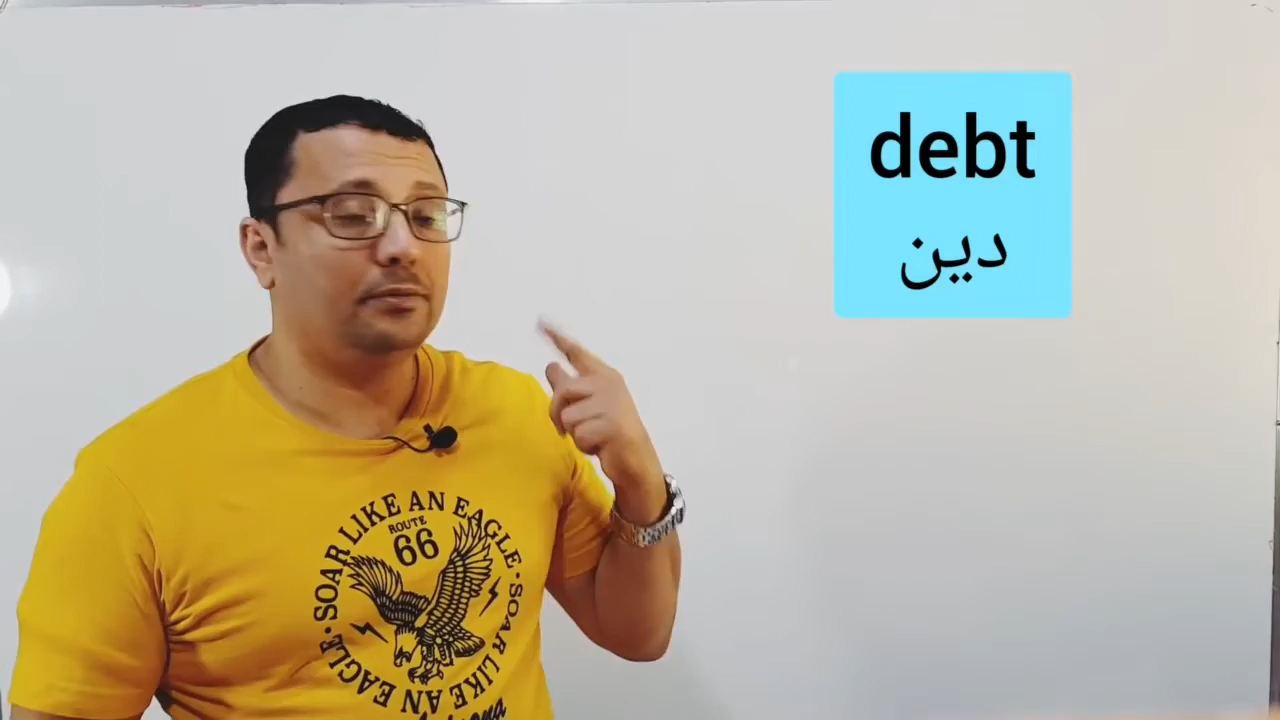 debt
دين
SOAR LIKE AN EAGLE · SOAR LIKE AN EAGLE ·
ROUTE
66